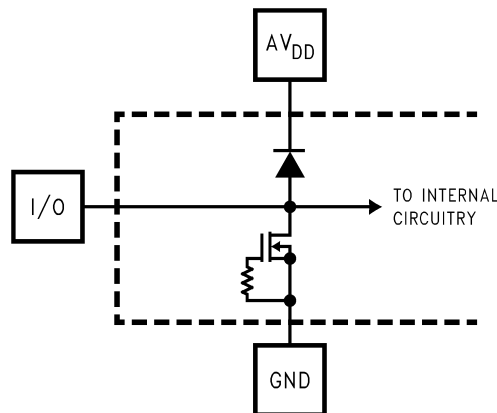 AVDD
I/O
TO INTERNAL
CIRCUITRY
GND